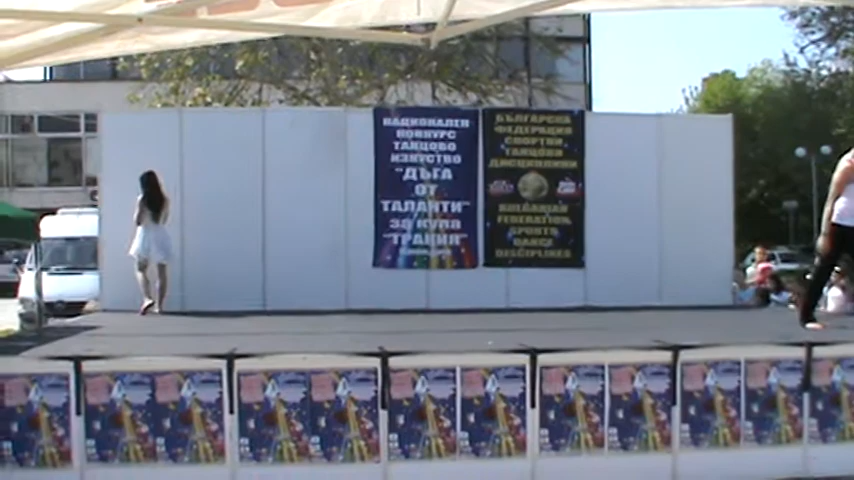 НАЦИОНАЛЕН
КОНКУРС
ТАНЦОВО
ИЗКУСТВО
"ДЪГА
ОТ
ТАЛАНТИ"
ЗА КУПА
"ТРАКИЯ"
БЪЛГАРСКА
ФЕДЕРАЦИЯ
СПОРТНИ
ТАНЦОВИ
ДИСЦИПЛИНИ
BULGARIAN
FEDERATION
SPORTS
DANCE
DISCIPLINES